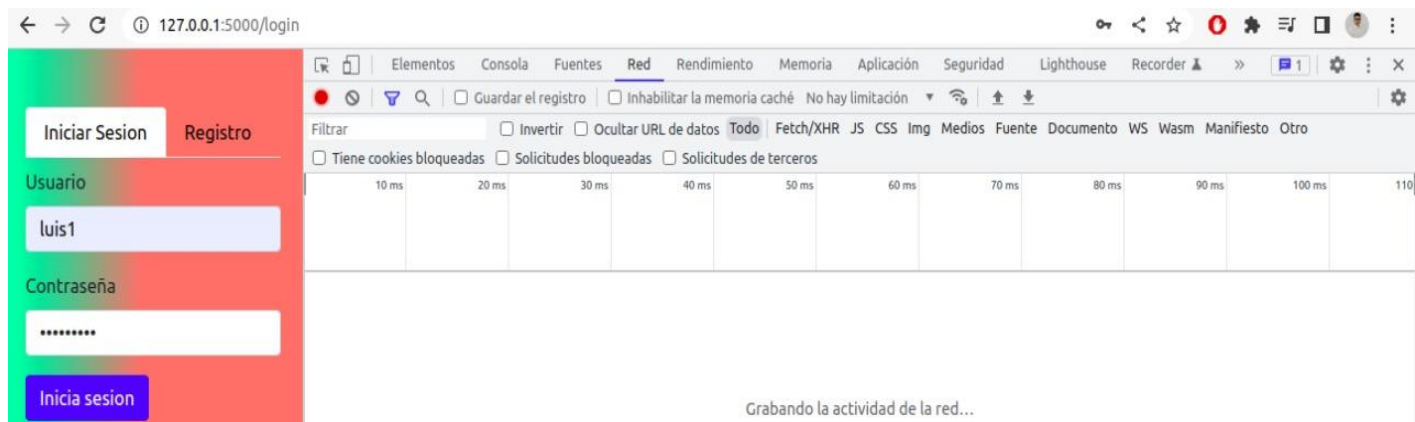 127.0.0.1:5000/login
Elementos Consola Fuentes Red Rendimiento Memoria Aplicación Seguridad Lighthouse Recorder » 1
Guardar el registro Inhabilitar la memoria caché No hay limitación
Iniciar Sesion Registro
Filtrar Invertir Ocultar URL de datos Todo Fetch/XHR JS CSS Img Medios Fuente Documento WS Wasm Manifiesto Otro
Tiene cookies bloqueadas Solicitudes bloqueadas Solicitudes de terceros
Usuario
10 ms 20 ms 30 ms 40 ms 50 ms 60 ms 70 ms 80 ms 90 ms 100 ms 110
luis1
Contraseña
•••••••••
Inicia sesion
Grabando la actividad de la red...